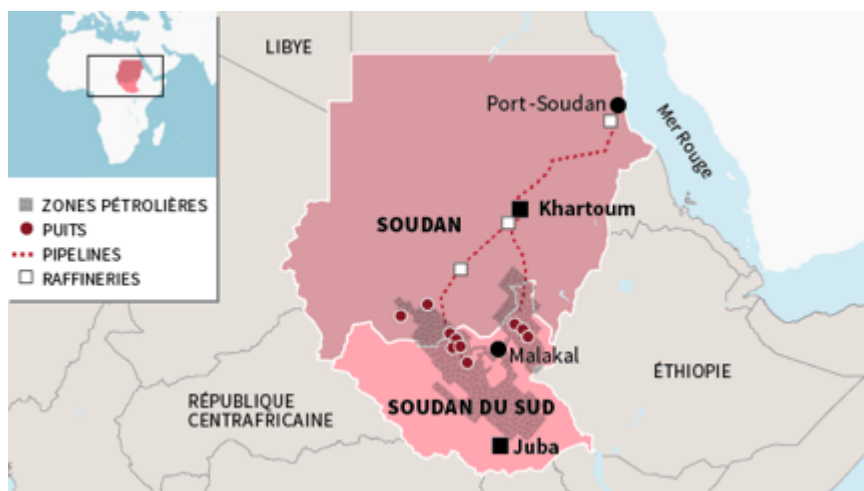 LIBYE
Port-Soudan
Mer Rouge
ZONES PÉTROLIÈRES
PUITS
PIPELINES
RAFFINERIES
Khartoum
SOUDAN
Malakal
ÉTHIOPIE
RÉPUBLIQUE
CENTRAFRICAINE
SOUDAN DU SUD
Juba